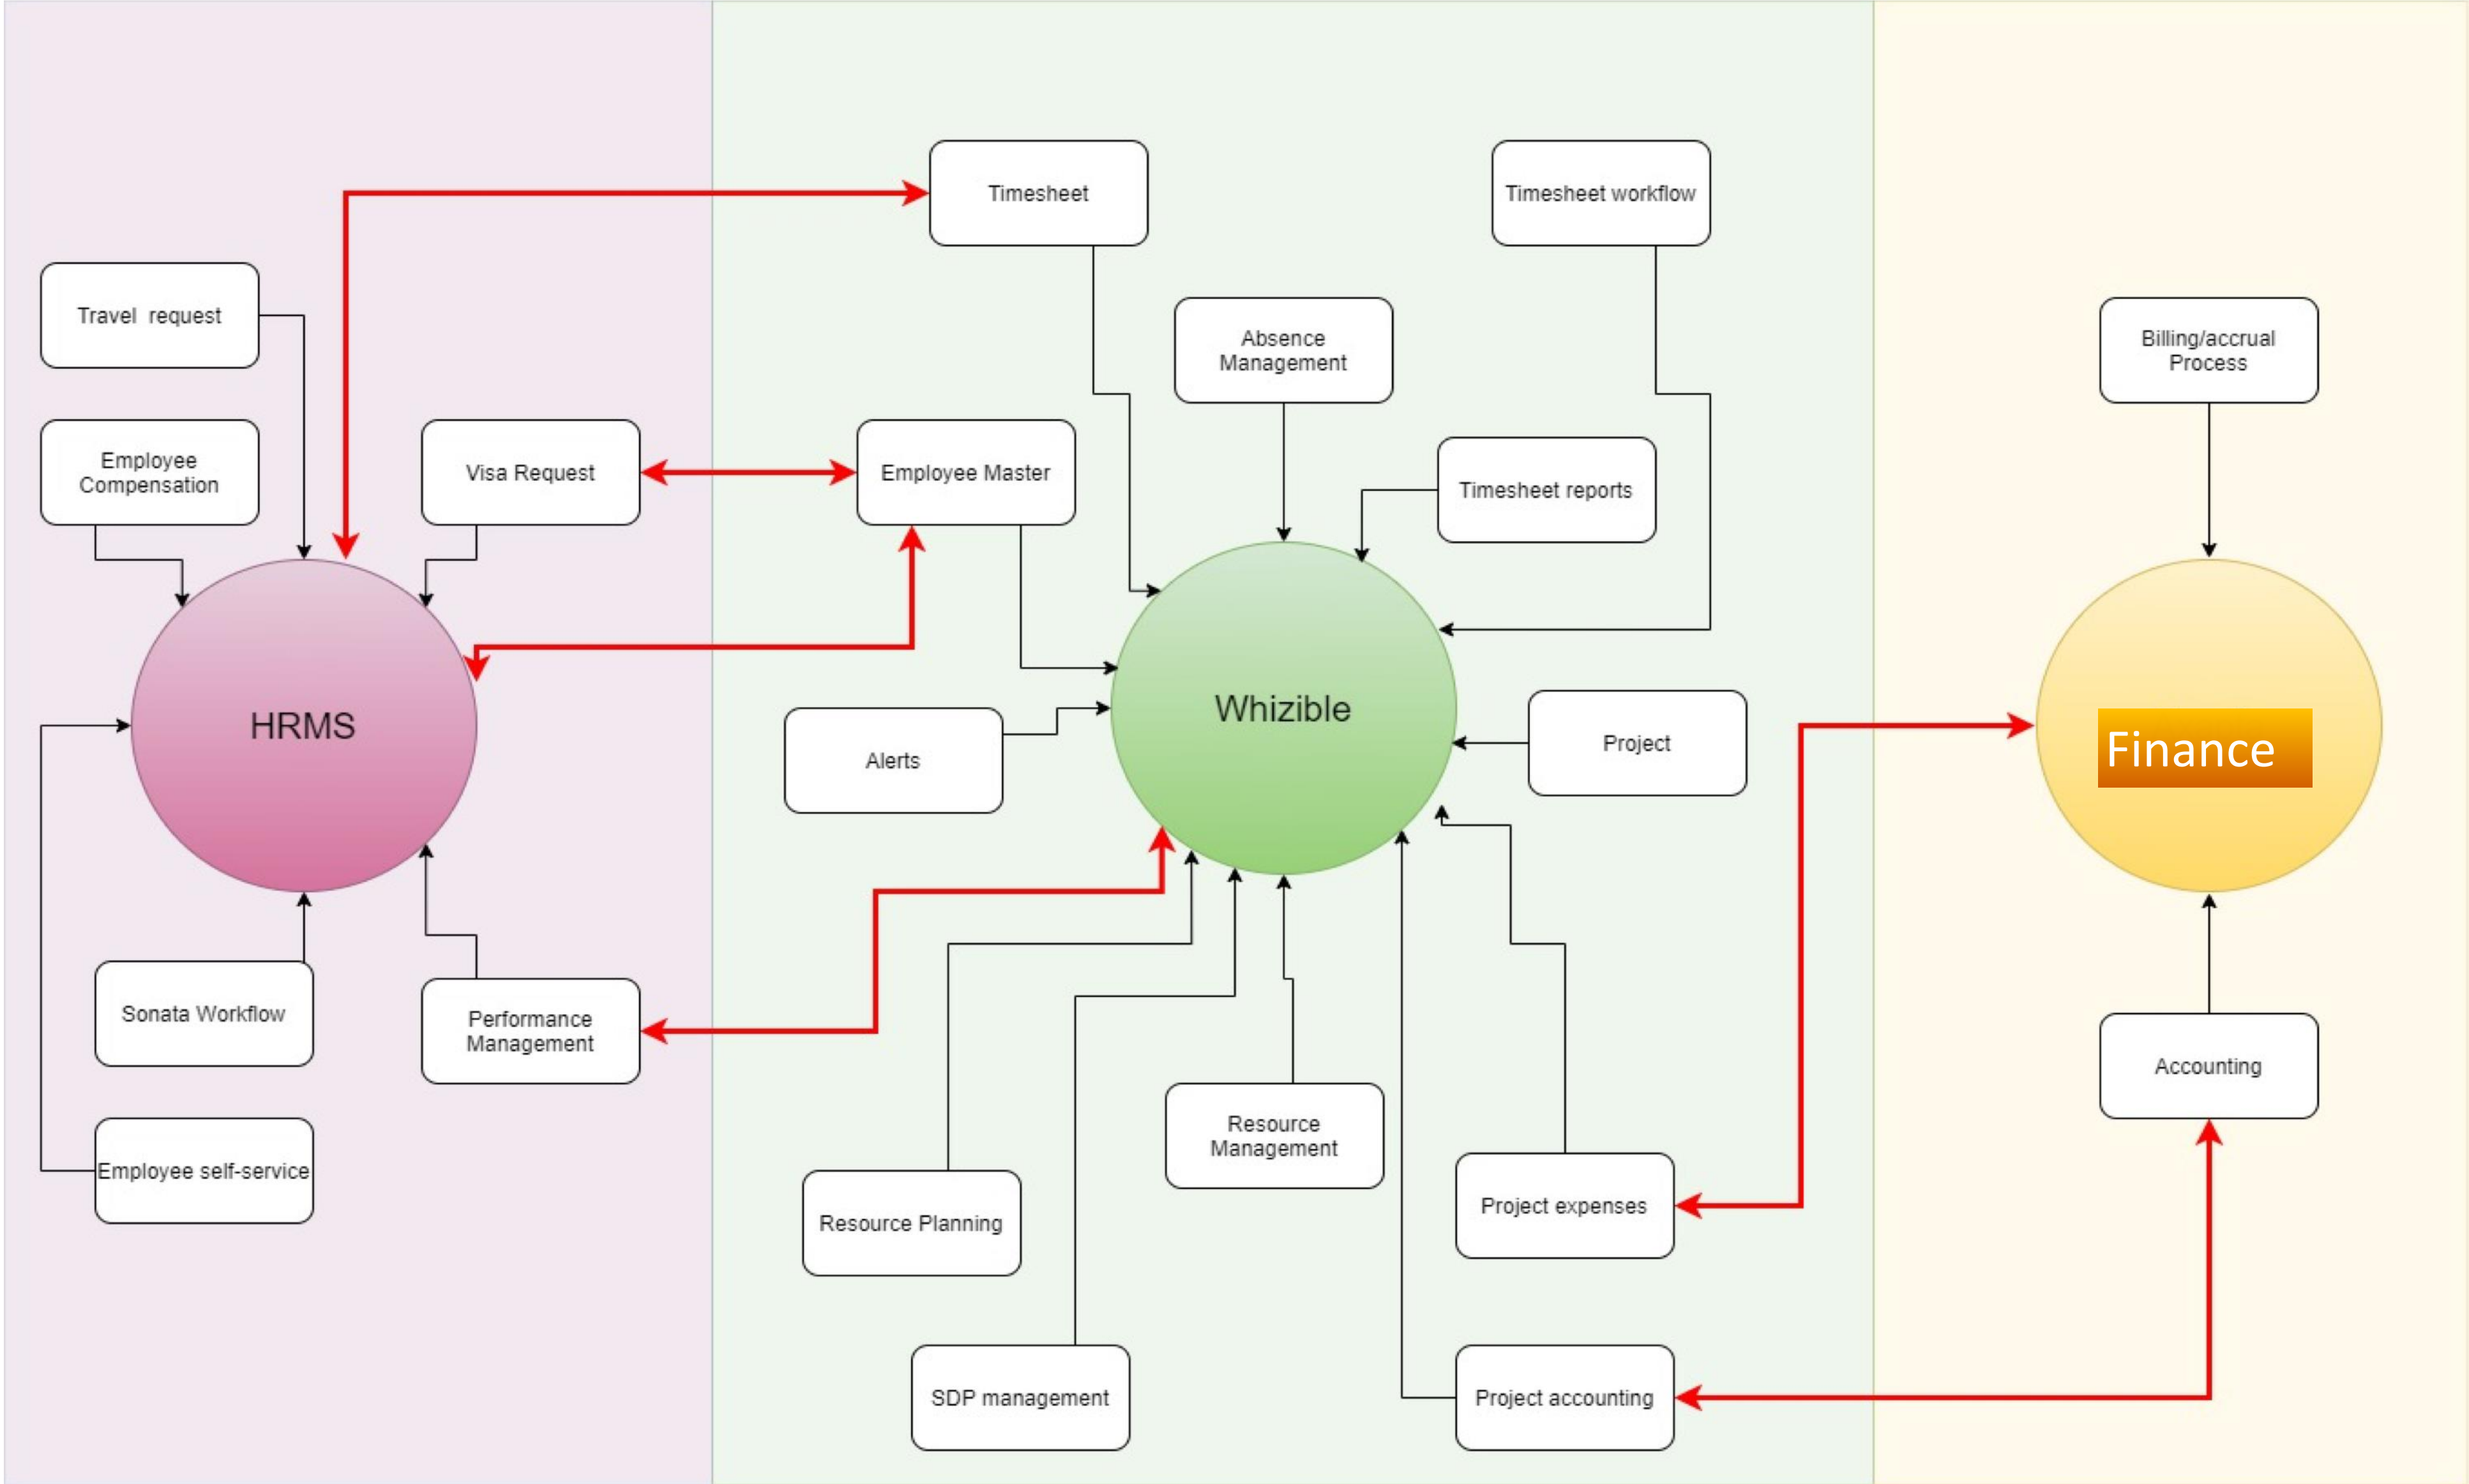 Timesheet
Timesheet workflow
Travel request
Absence
Management
Billing/accrual
Process
Employee
Compensation
Visa Request
Employee Master
Timesheet reports
HRMS
Whizible
Project
Finance
Alerts
Sonata Workflow
Performance
Management
Accounting
Resource
Management
Employee self-service
Resource Planning
Project expenses
SDP management
Project accounting